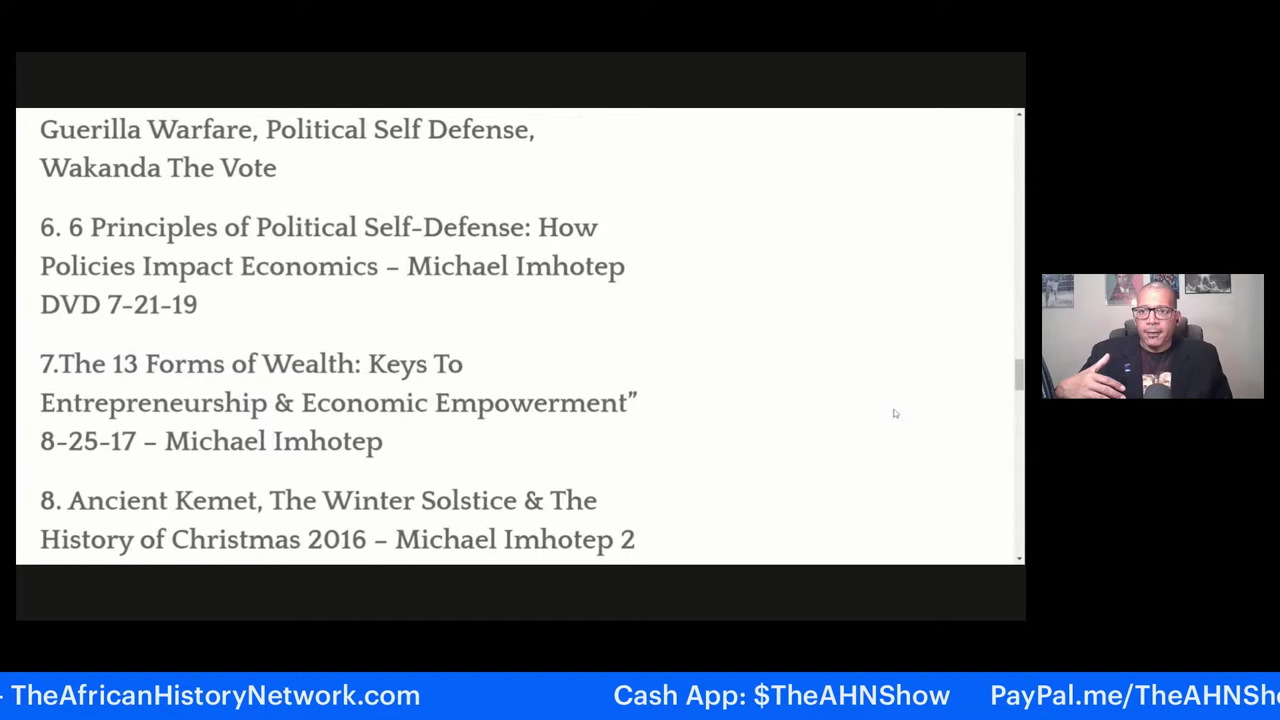 Guerilla Warfare, Political Self Defense,
Wakanda The Vote
6. 6 Principles of Political Self-Defense: How
Policies Impact Economics – Michael Imhotep
DVD 7-21-19
7.The 13 Forms of Wealth: Keys To
Entrepreneurship & Economic Empowerment”
8-25-17 – Michael Imhotep
8. Ancient Kemet, The Winter Solstice & The
History of Christmas 2016 – Michael Imhotep 2
- TheAfricanHistoryNetwork.com Cash App: $TheAHNShow PayPal.me/TheAHNSh